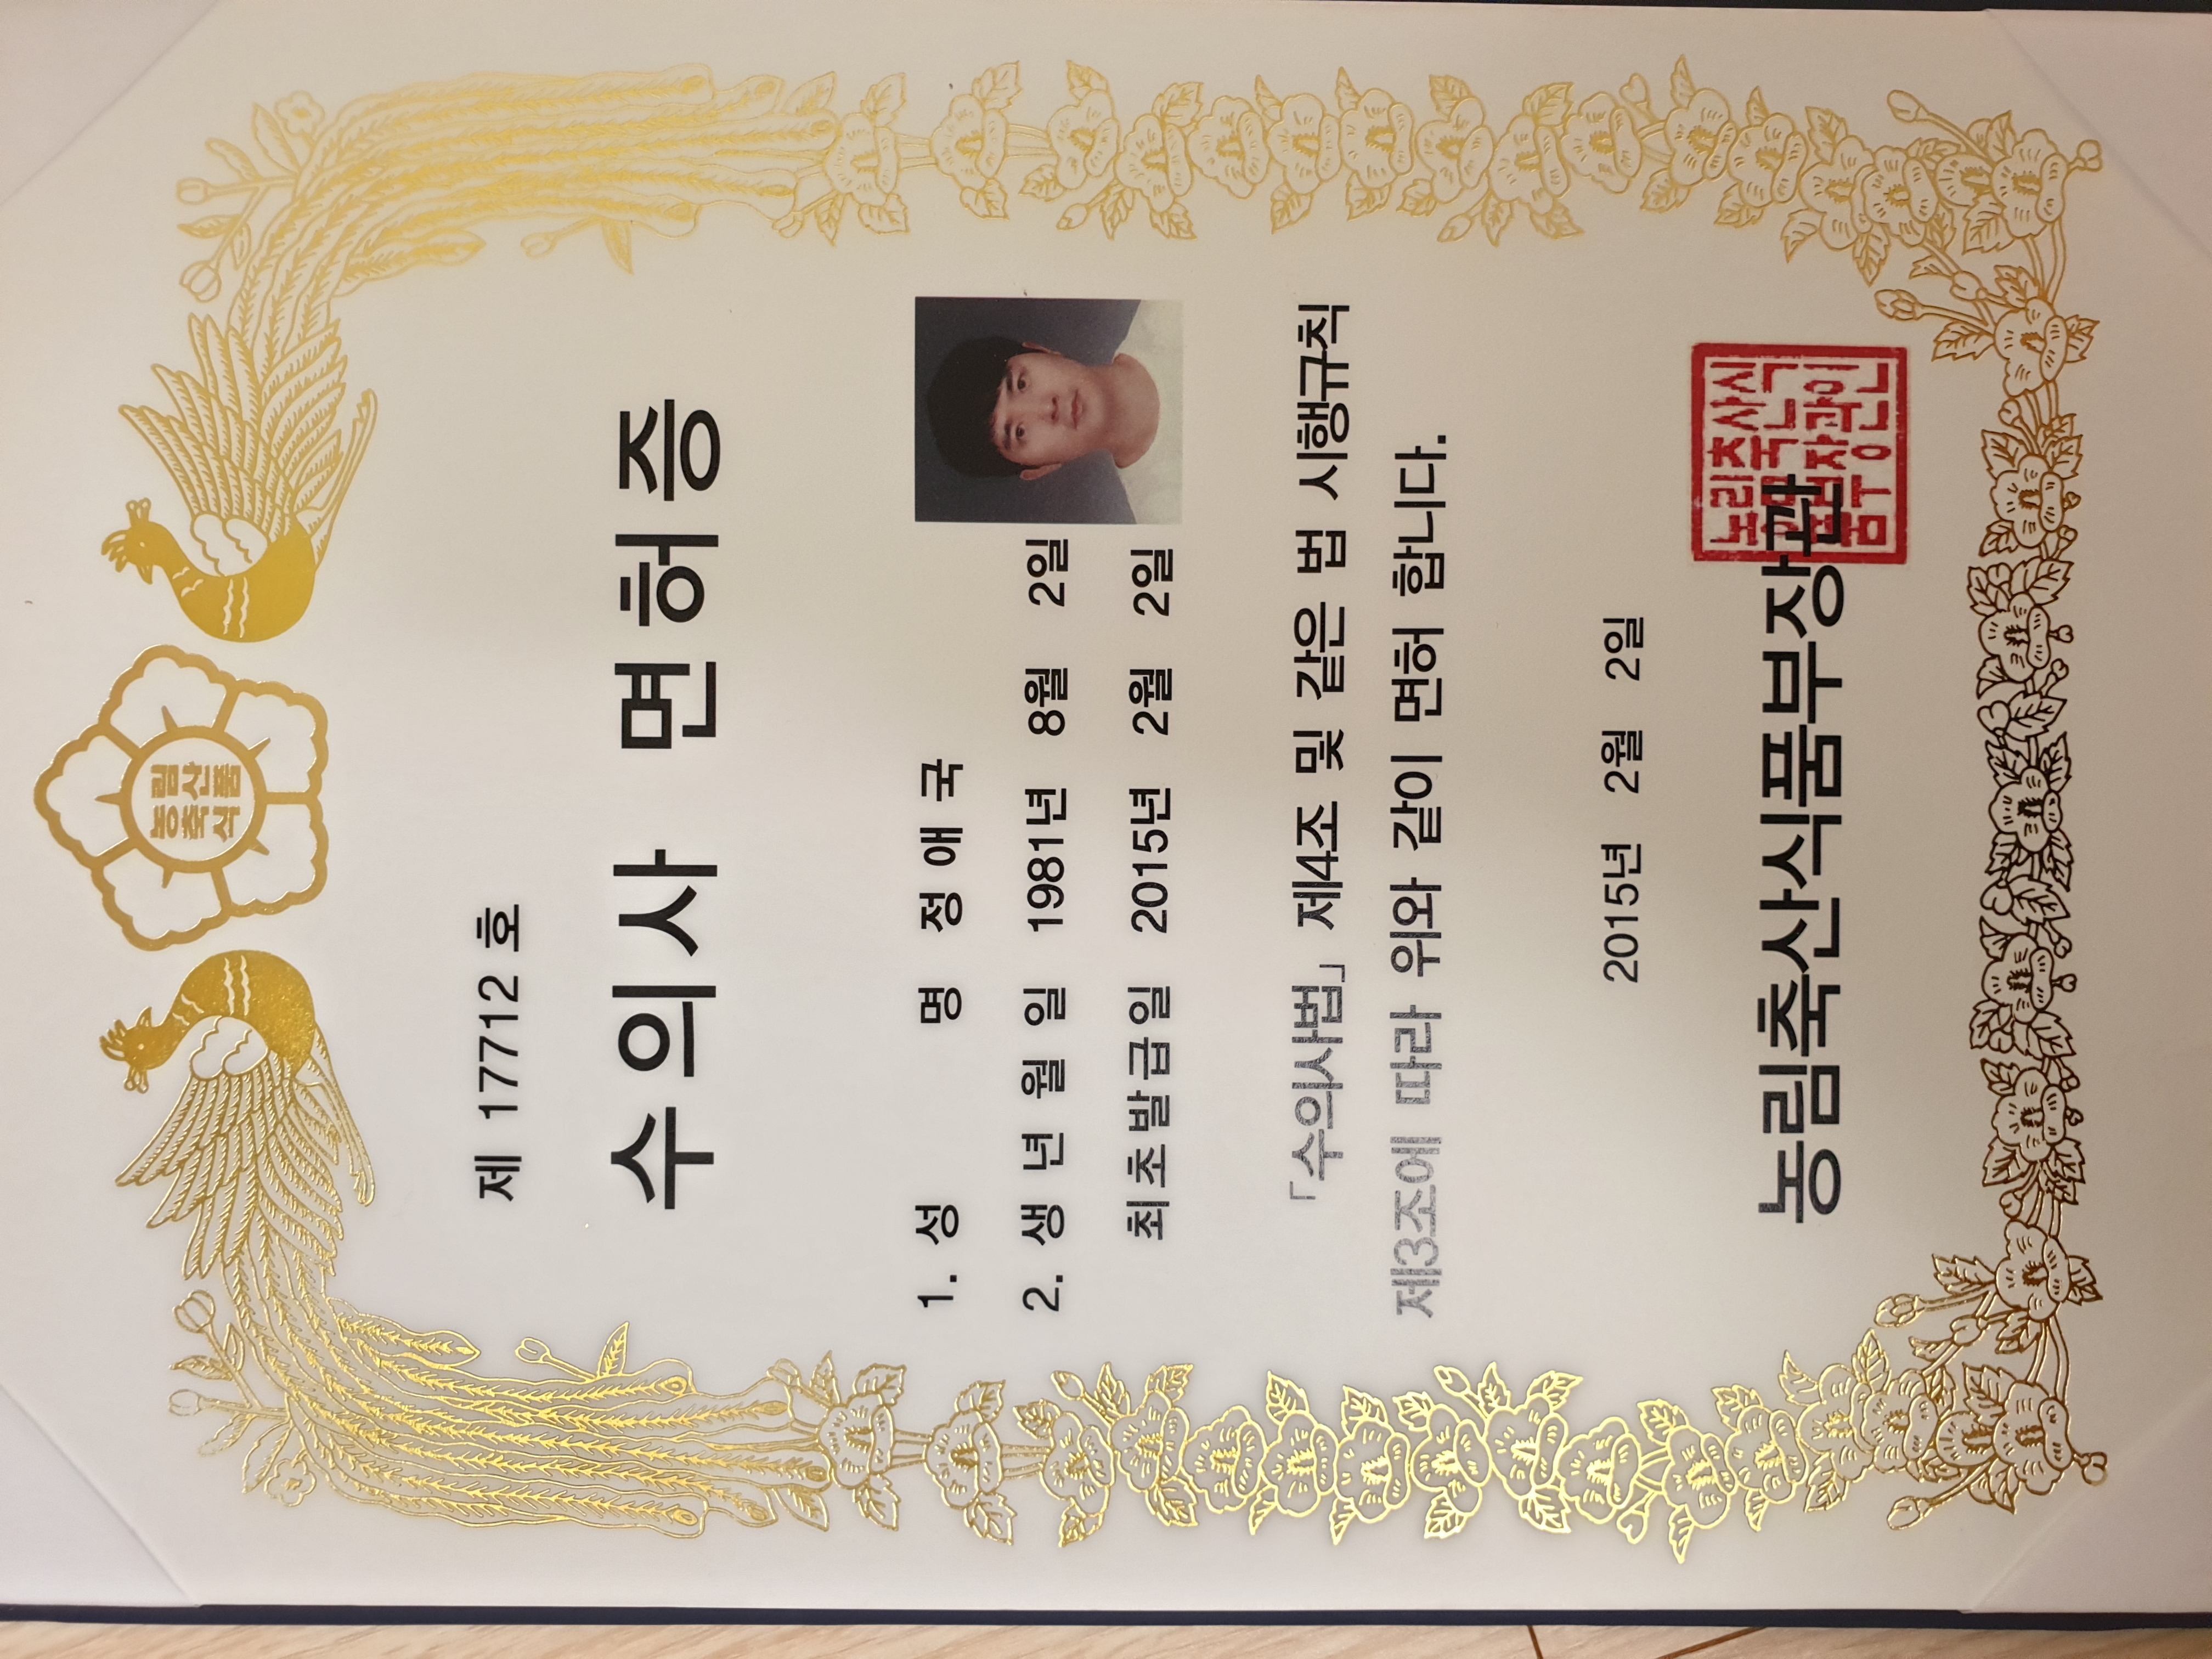 농림
축산
식품
제 17712 호
수의사 면허증
1. 성 명 정 애 국
2. 생 년 월 일 1981년 8월 2일
최초발급일 2015년 2월 2일
「수의사법」 제4조 및 같은 법 시행규칙
제3조에 따라 위와 같이 면허 합니다.
2015년 2월 2일
농림축산식품부장관
농림축산식
품부장관인